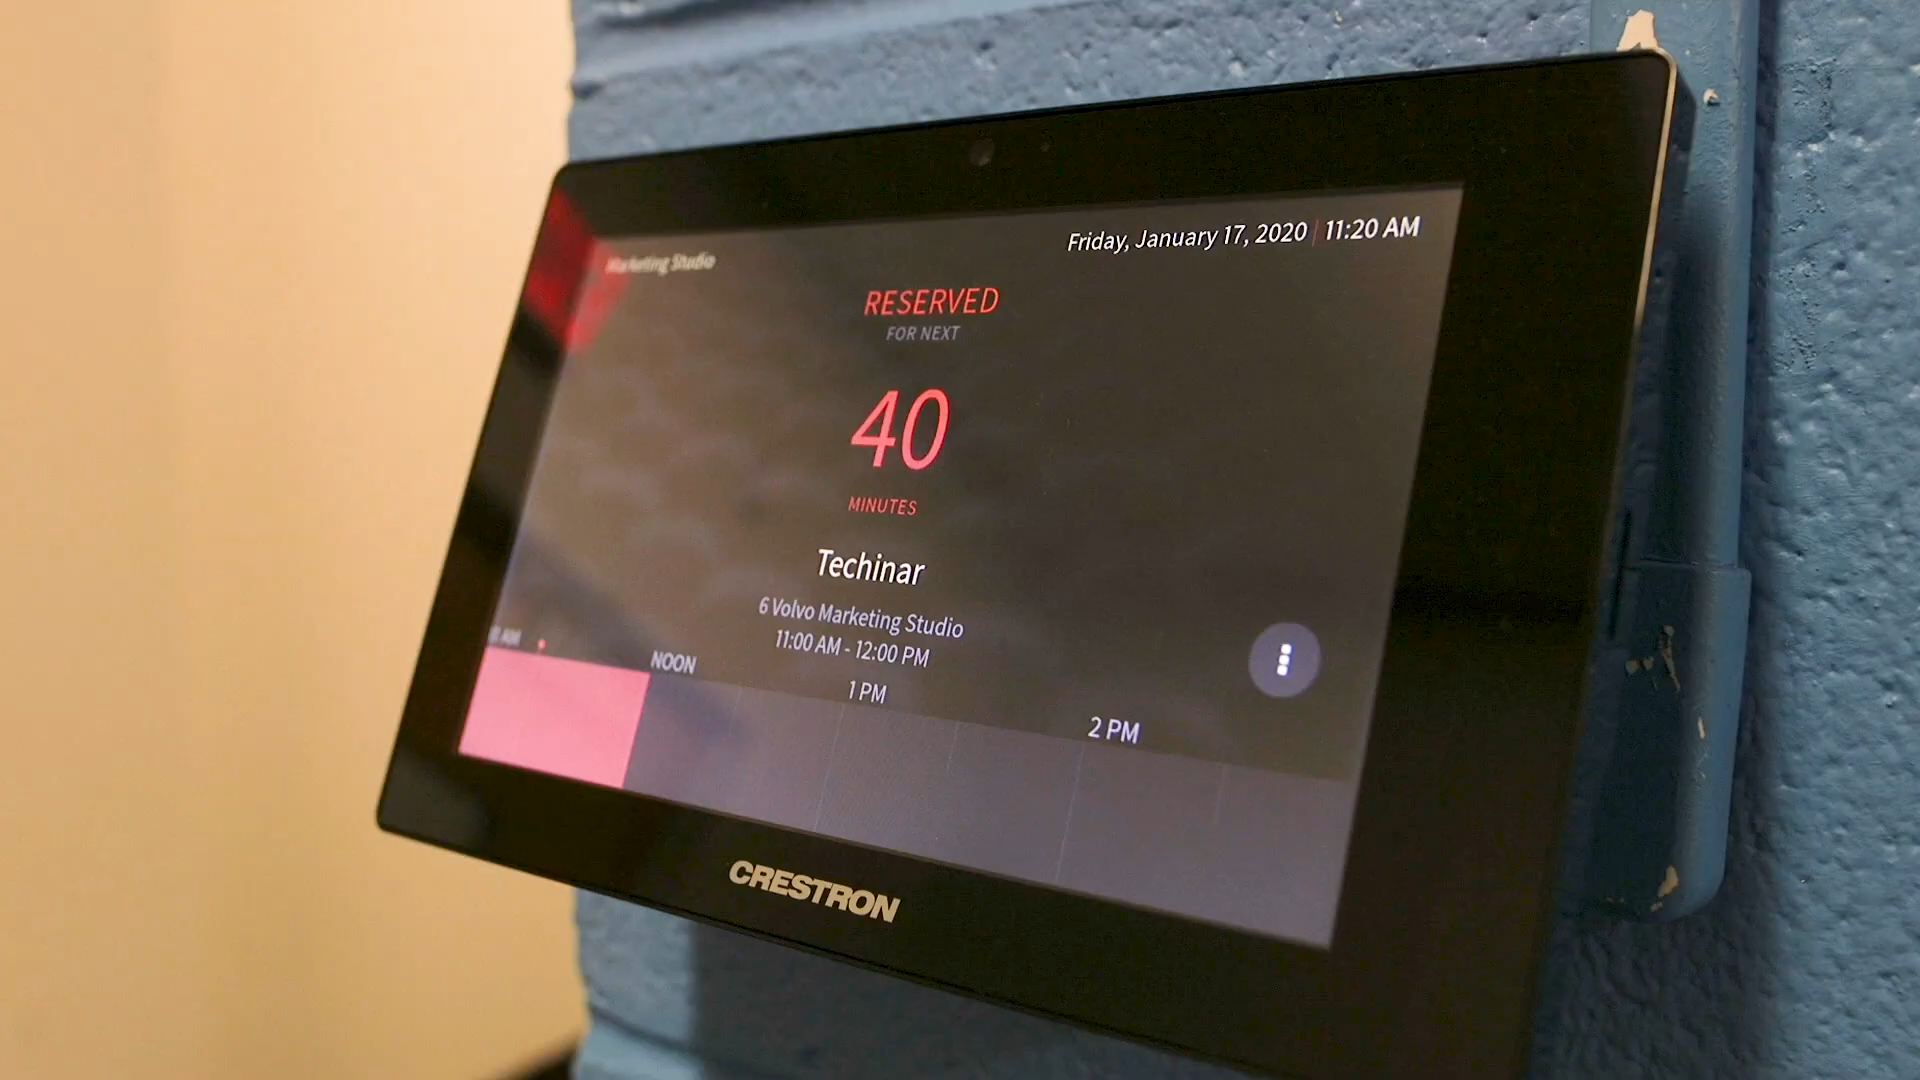 Marketing Studio
Friday, January 17, 2020 | 11:20 AM
RESERVED
FOR NEXT
40
MINUTES
Techinar
6 Volvo Marketing Studio
11:00 AM - 12:00 PM
AM
NOON
1 PM
2 PM
CRESTRON